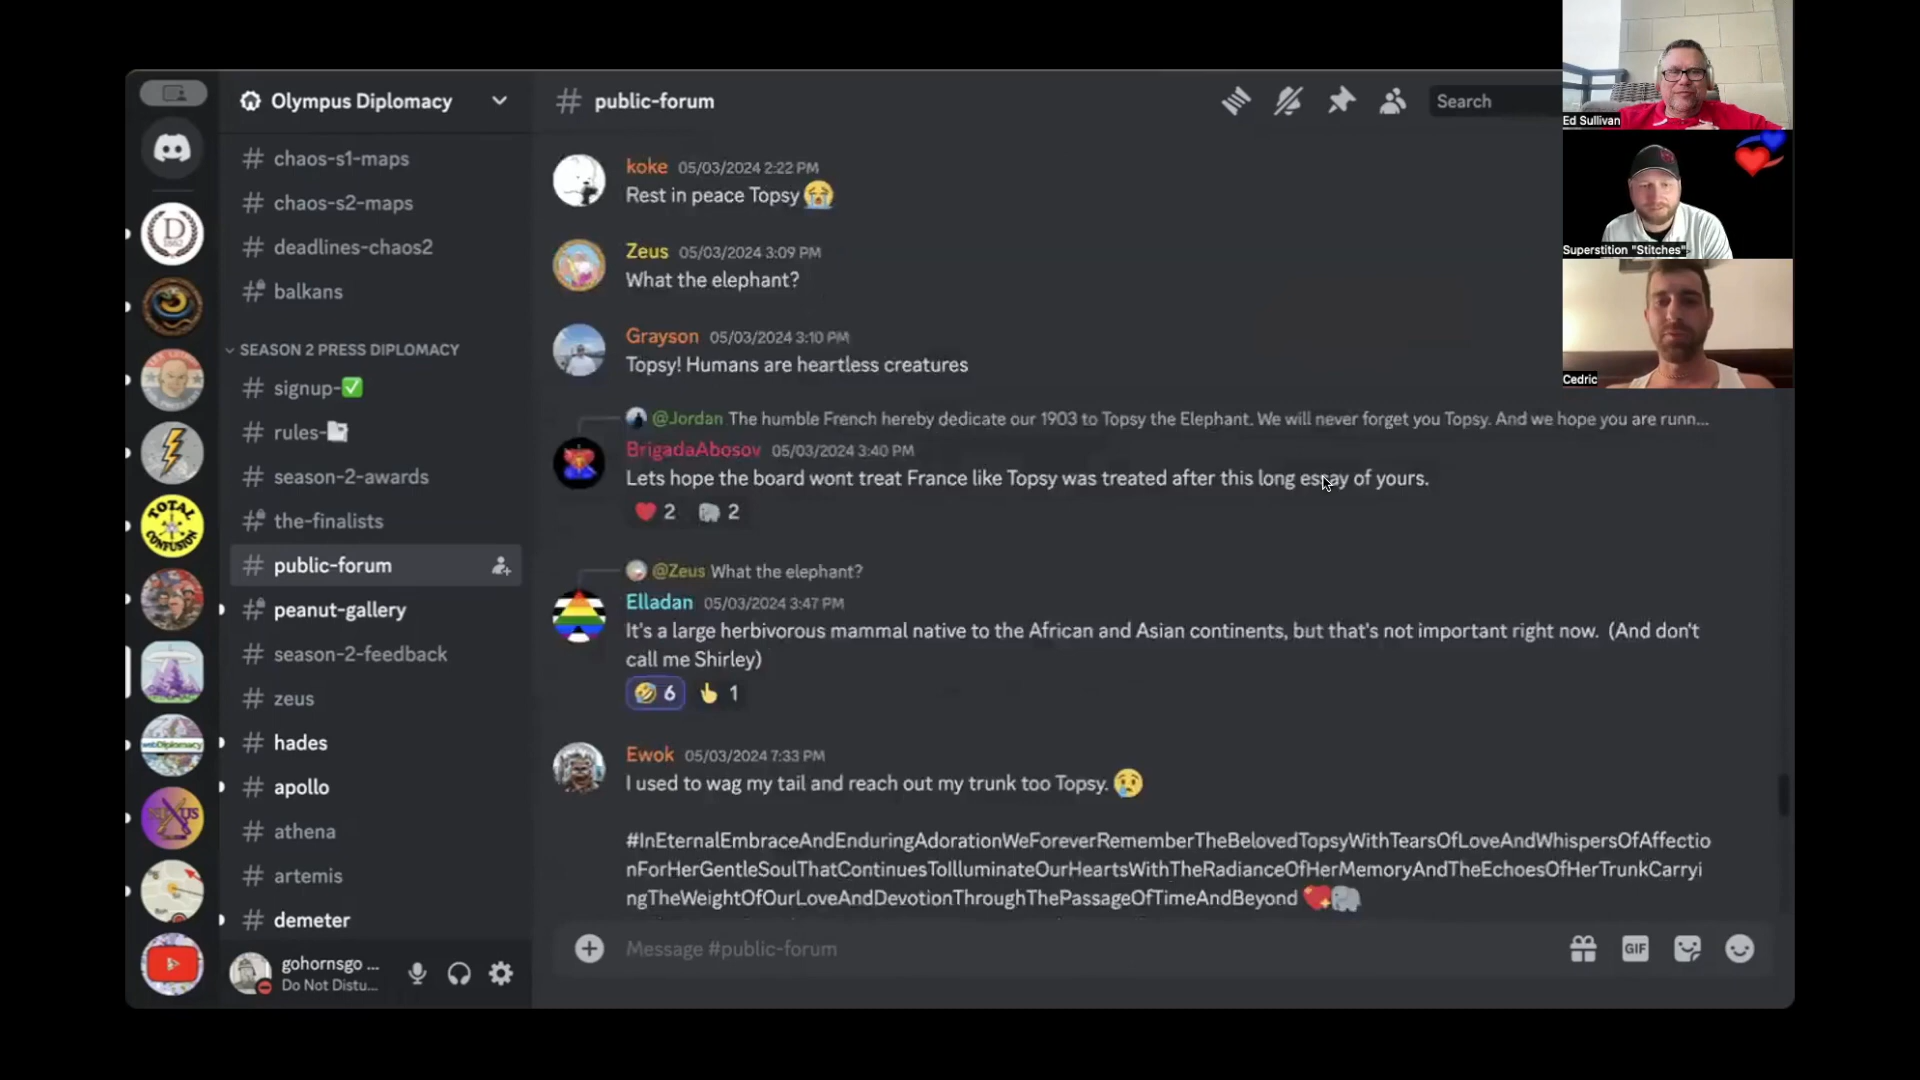 Olympus Diplomacy
chaos-s1-maps
chaos-s2-maps
deadlines-chaos2
balkans
SEASON 2 PRESS DIPLOMACY
signup-✅
rules-
season-2-awards
the-finalists
public-forum
peanut-gallery
season-2-feedback
zeus
hades
apollo
athena
artemis
demeter
gohornsgo ...
Do Not Distu...
D
TOTAL
CONFUSION
webDiplomacy
NEXUS
# public-forum
Search
koke 05/03/2024 2:22 PM
Rest in peace Topsy 😭
Zeus 05/03/2024 3:09 PM
What the elephant?
Grayson 05/03/2024 3:10 PM
Topsy! Humans are heartless creatures
@Jordan The humble French hereby dedicate our 1903 to Topsy the Elephant. We will never forget you Topsy. And we hope you are runn...
BrigadaAbosov 05/03/2024 3:40 PM
Lets hope the board wont treat France like Topsy was treated after this long essay of yours.
❤️ 2 🐘 2
@Zeus What the elephant?
Elladan 05/03/2024 3:47 PM
It's a large herbivorous mammal native to the African and Asian continents, but that's not important right now. (And don't
call me Shirley)
🤣 6 👆 1
Ewok 05/03/2024 7:33 PM
I used to wag my tail and reach out my trunk too Topsy. 😢
#InEternalEmbraceAndEnduringAdorationWeForeverRememberTheBelovedTopsyWithTearsOfLoveAndWhispersOfAffectio
nForHerGentleSoulThatContinuesToIlluminateOurHeartsWithTheRadianceOfHerMemoryAndTheEchoesOfHerTrunkCarryi
ngTheWeightOfOurLoveAndDevotionThroughThePassageOfTimeAndBeyond 💖🐘
Message #public-forum
GIF
Ed Sullivan
Superstition "Stitches"
Cedric